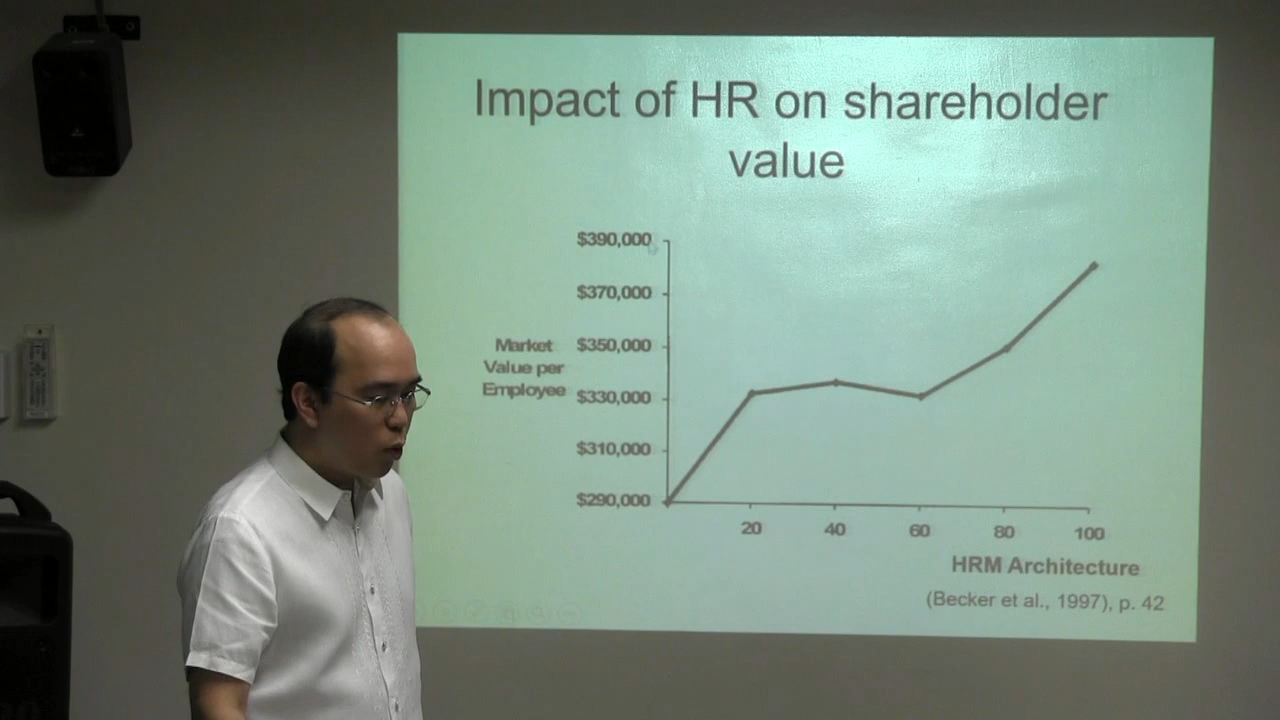 Impact of HR on shareholder
value
$390,000
$370,000
Market
Value per
Employee
$350,000
$330,000
$310,000
$290,000
20 40 60 80 100
HRM Architecture
(Becker et al., 1997), p. 42